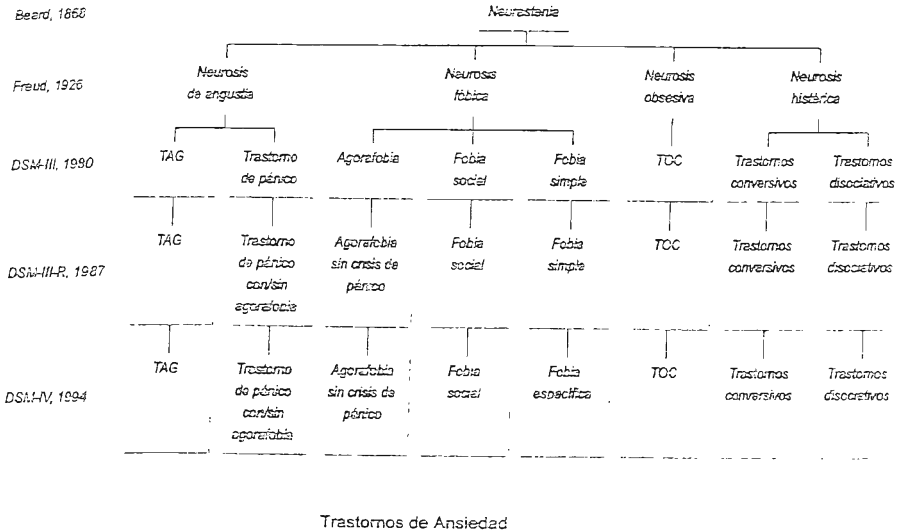 Beard, 1868
Neurastenia
Freud, 1926
Neurosis de angustia
Neurosis fóbica
Neurosis obsesiva
Neurosis histérica
DSM-III, 1980
TAG
Trastorno de pánico
Agorafobia
Fobia social
Fobia simple
TOC
Trastornos conversivos
Trastornos disociativos
DSM-III-R, 1987
TAG
Trastorno de pánico con/sin agorafobia
Agorafobia sin crisis de pánico
Fobia social
Fobia simple
TOC
Trastornos conversivos
Trastornos disociativos
DSM-IV, 1994
TAG
Trastorno de pánico con/sin agorafobia
Agorafobia sin crisis de pánico
Fobia social
Fobia específica
TOC
Trastornos conversivos
Trastornos disociativos
Trastornos de Ansiedad